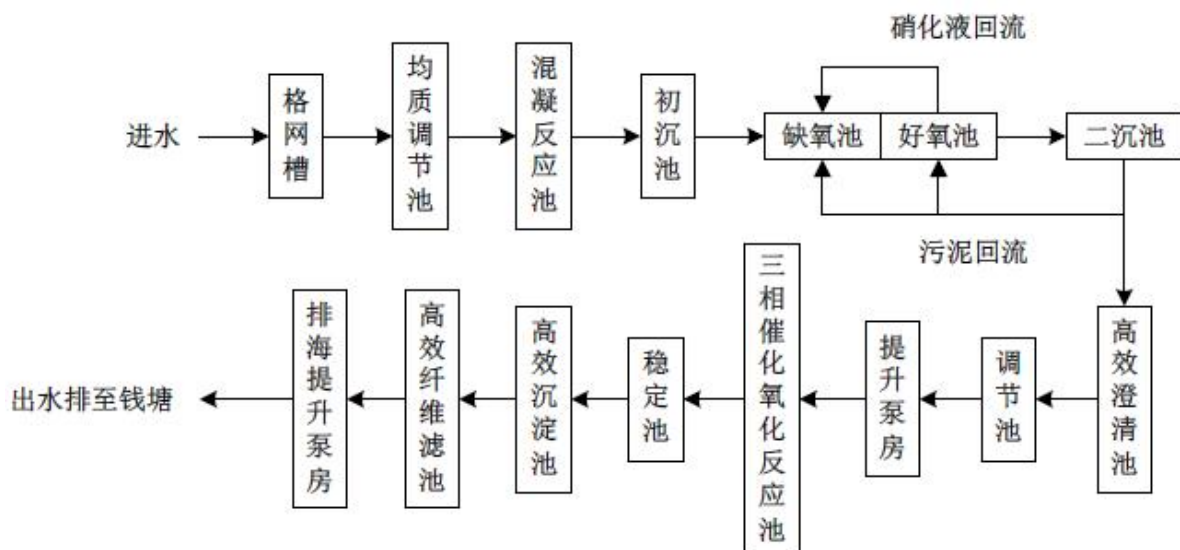 硝化液回流
进水
格网槽
均质调节池
混凝反应池
初沉池
缺氧池
好氧池
二沉池
污泥回流
出水排至钱塘
排海提升泵房
高效纤维滤池
高效沉淀池
稳定池
三相催化氧化反应池
提升泵房
调节池
高效澄清池